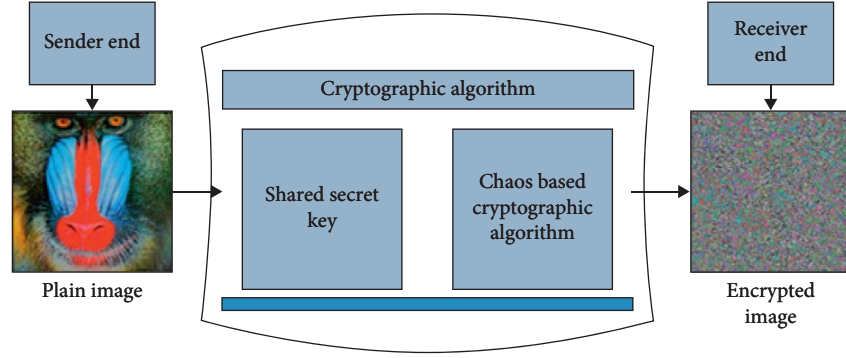 Sender end
Receiver
end
Cryptographic algorithm
Shared secret
key
Chaos based
cryptographic
algorithm
Plain image
Encrypted
image